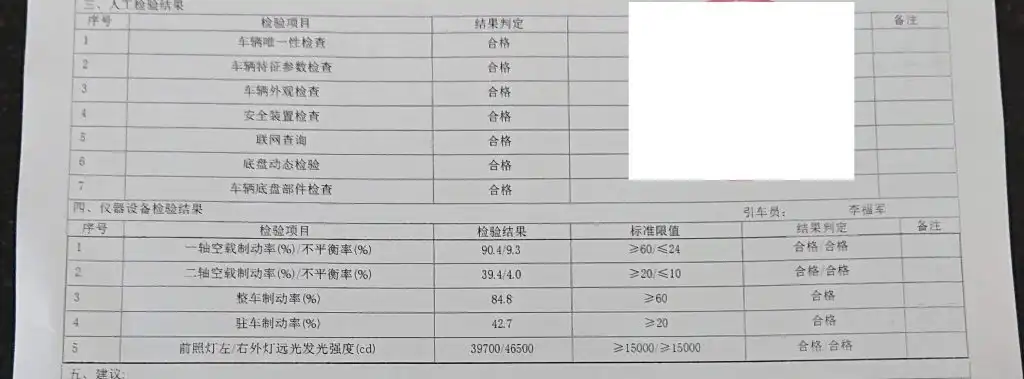 三、人工检验结果
序号 检验项目 结果判定 备注
1 车辆唯一性检查 合格
2 车辆特征参数检查 合格
3 车辆外观检查 合格
4 安全装置检查 合格
5 联网查询 合格
6 底盘动态检验 合格
7 车辆底盘部件检查 合格
四、仪器设备检验结果 引车员: 李福军
序号 检验项目 检验结果 标准限值 结果判定 备注
1 一轴空载制动率(%)/不平衡率(%) 90.4/9.3 ≥60/≤24 合格/合格
2 二轴空载制动率(%)/不平衡率(%) 39.4/4.0 ≥20/≤10 合格/合格
3 整车制动率(%) 84.8 ≥60 合格
4 驻车制动率(%) 42.7 ≥20 合格
5 前照灯左/右外灯远光发光强度(cd) 39700/46500 ≥15000/≥15000 合格/合格
五、建议: